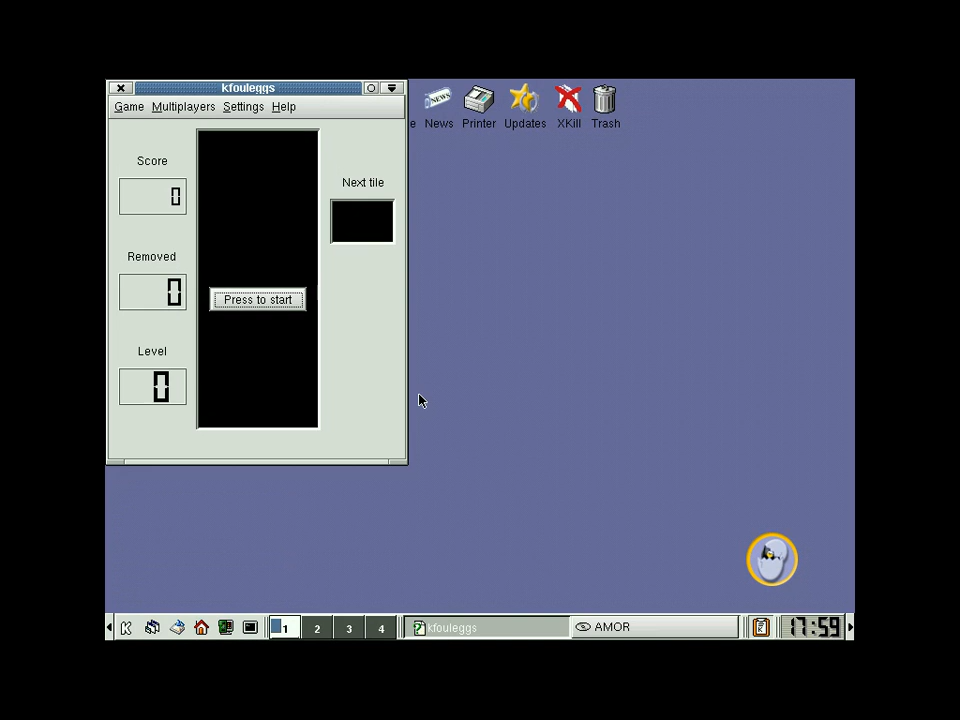 kfouleggs
Game Multiplayers Settings Help
e News Printer Updates XKill Trash
Score
0
Next tile
Removed
0
Press to start
Level
0
1 2 3 4 kfouleggs AMOR 17:59